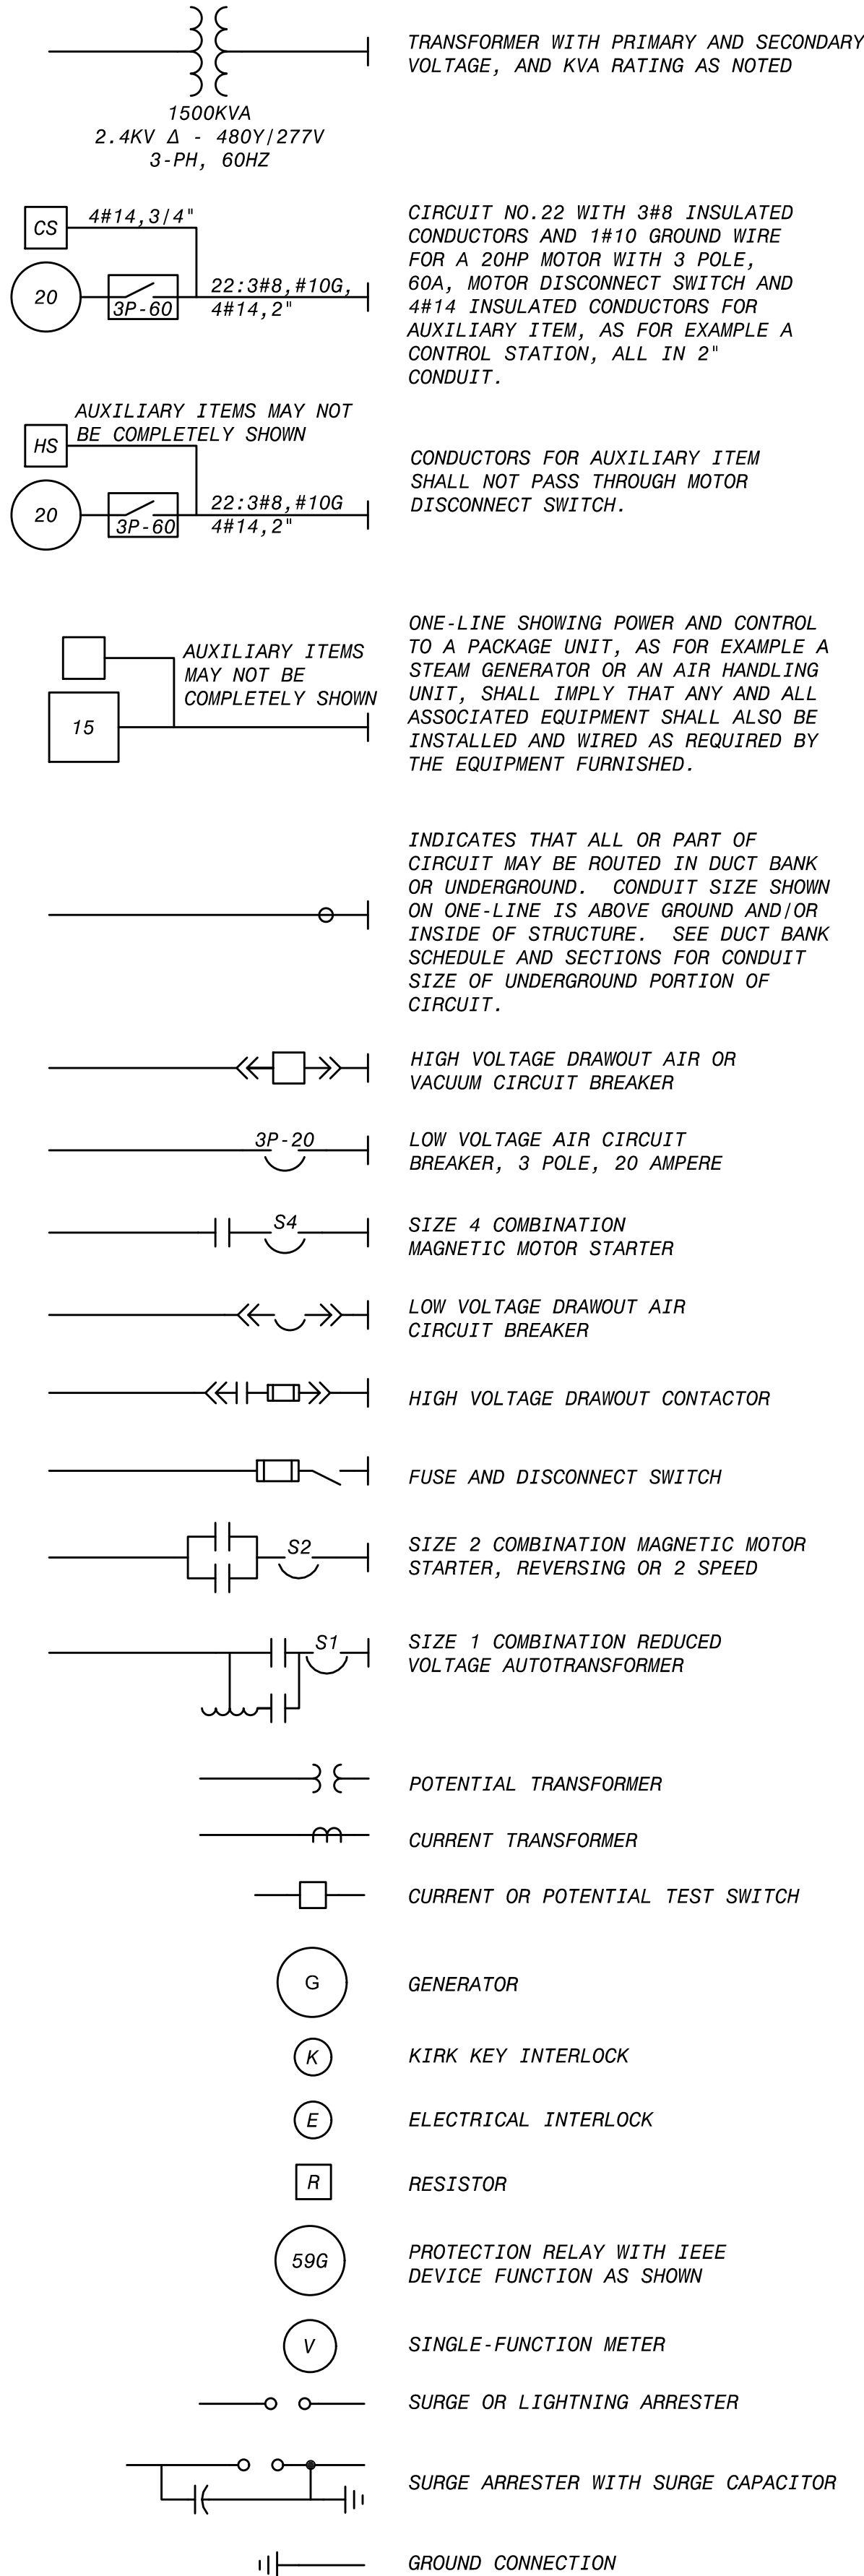 TRANSFORMER WITH PRIMARY AND SECONDARY
VOLTAGE, AND KVA RATING AS NOTED
1500KVA
2.4KV Δ - 480Y/277V
3-PH, 60HZ
CS
4#14,3/4"
20
3P-60
22:3#8,#10G,
4#14,2"
CIRCUIT NO.22 WITH 3#8 INSULATED
CONDUCTORS AND 1#10 GROUND WIRE
FOR A 20HP MOTOR WITH 3 POLE,
60A, MOTOR DISCONNECT SWITCH AND
4#14 INSULATED CONDUCTORS FOR
AUXILIARY ITEM, AS FOR EXAMPLE A
CONTROL STATION, ALL IN 2"
CONDUIT.
AUXILIARY ITEMS MAY NOT
BE COMPLETELY SHOWN
HS
20
3P-60
22:3#8,#10G
4#14,2"
CONDUCTORS FOR AUXILIARY ITEM
SHALL NOT PASS THROUGH MOTOR
DISCONNECT SWITCH.
AUXILIARY ITEMS
MAY NOT BE
COMPLETELY SHOWN
15
ONE-LINE SHOWING POWER AND CONTROL
TO A PACKAGE UNIT, AS FOR EXAMPLE A
STEAM GENERATOR OR AN AIR HANDLING
UNIT, SHALL IMPLY THAT ANY AND ALL
ASSOCIATED EQUIPMENT SHALL ALSO BE
INSTALLED AND WIRED AS REQUIRED BY
THE EQUIPMENT FURNISHED.
INDICATES THAT ALL OR PART OF
CIRCUIT MAY BE ROUTED IN DUCT BANK
OR UNDERGROUND. CONDUIT SIZE SHOWN
ON ONE-LINE IS ABOVE GROUND AND/OR
INSIDE OF STRUCTURE. SEE DUCT BANK
SCHEDULE AND SECTIONS FOR CONDUIT
SIZE OF UNDERGROUND PORTION OF
CIRCUIT.
HIGH VOLTAGE DRAWOUT AIR OR
VACUUM CIRCUIT BREAKER
3P-20
LOW VOLTAGE AIR CIRCUIT
BREAKER, 3 POLE, 20 AMPERE
S4
SIZE 4 COMBINATION
MAGNETIC MOTOR STARTER
LOW VOLTAGE DRAWOUT AIR
CIRCUIT BREAKER
HIGH VOLTAGE DRAWOUT CONTACTOR
FUSE AND DISCONNECT SWITCH
S2
SIZE 2 COMBINATION MAGNETIC MOTOR
STARTER, REVERSING OR 2 SPEED
S1
SIZE 1 COMBINATION REDUCED
VOLTAGE AUTOTRANSFORMER
POTENTIAL TRANSFORMER
CURRENT TRANSFORMER
CURRENT OR POTENTIAL TEST SWITCH
G
GENERATOR
K
KIRK KEY INTERLOCK
E
ELECTRICAL INTERLOCK
R
RESISTOR
59G
PROTECTION RELAY WITH IEEE
DEVICE FUNCTION AS SHOWN
V
SINGLE-FUNCTION METER
SURGE OR LIGHTNING ARRESTER
SURGE ARRESTER WITH SURGE CAPACITOR
GROUND CONNECTION